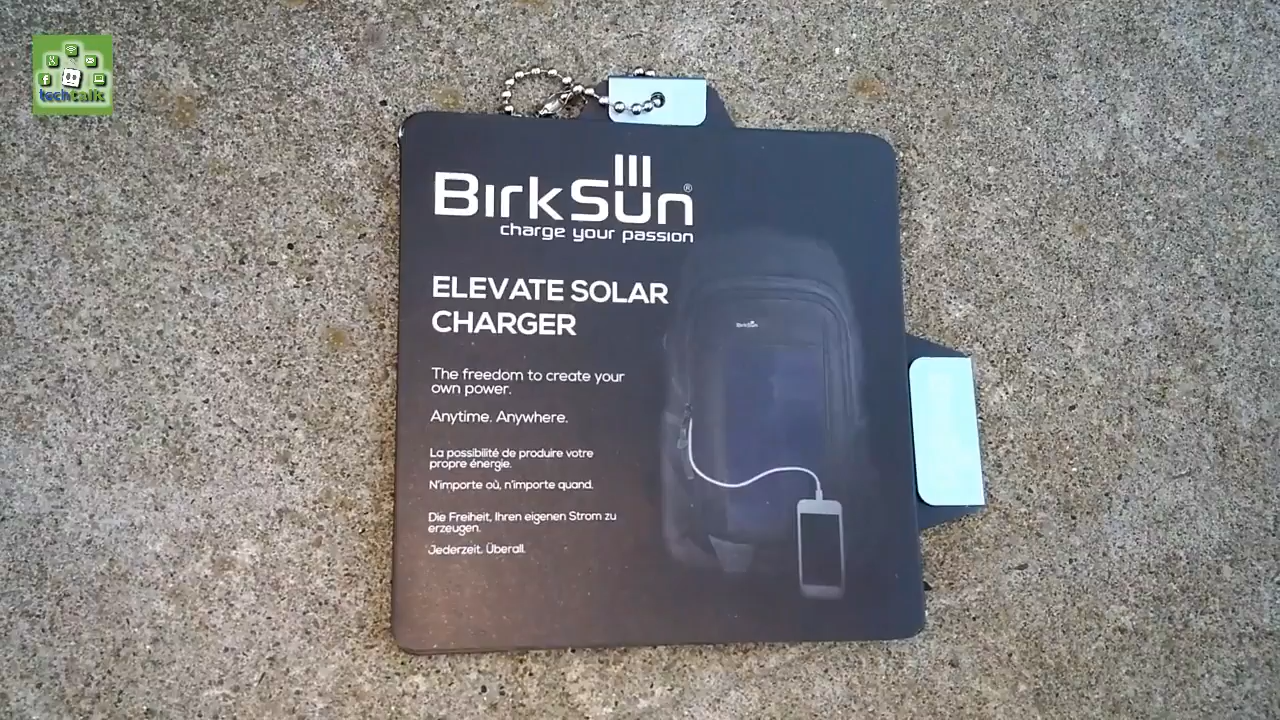 techtalk
BirkSun®
charge your passion
ELEVATE SOLAR
CHARGER
The freedom to create your
own power.
Anytime. Anywhere.
La possibilité de produire votre
propre énergie.
N'importe où, n'importe quand.
Die Freiheit, Ihren eigenen Strom zu
erzeugen.
Jederzeit. Überall.
BirkSun